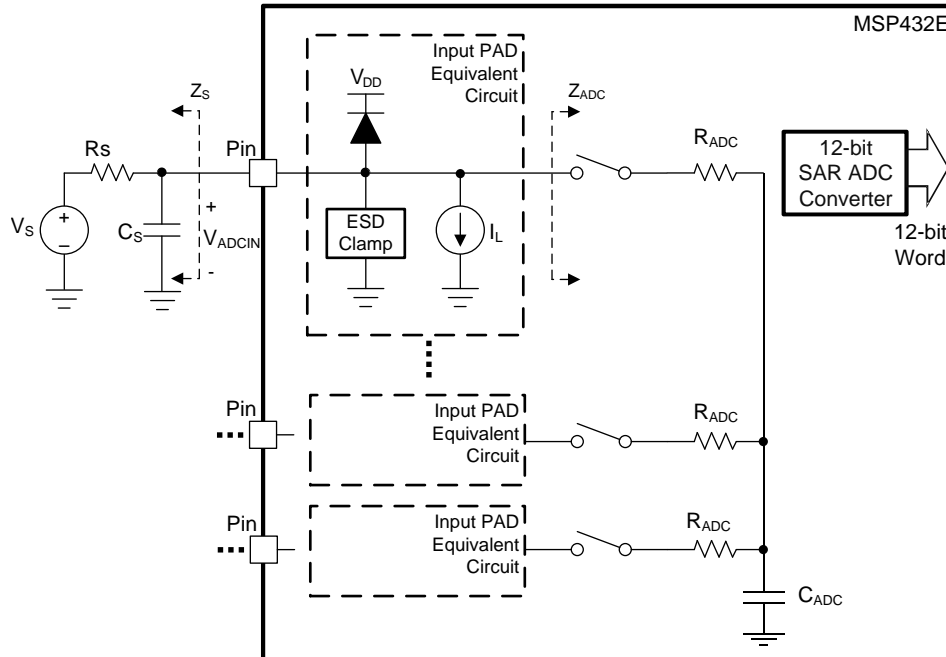 MSP432E
Input PAD
Equivalent
Circuit
VDD
ZS
ZADC
Rs
Pin
RADC
12-bit
SAR ADC
Converter
VS
+
−
CS
+
VADCIN
-
ESD
Clamp
IL
12-bit
Word
Pin
Input PAD
Equivalent
Circuit
RADC
Pin
Input PAD
Equivalent
Circuit
RADC
CADC